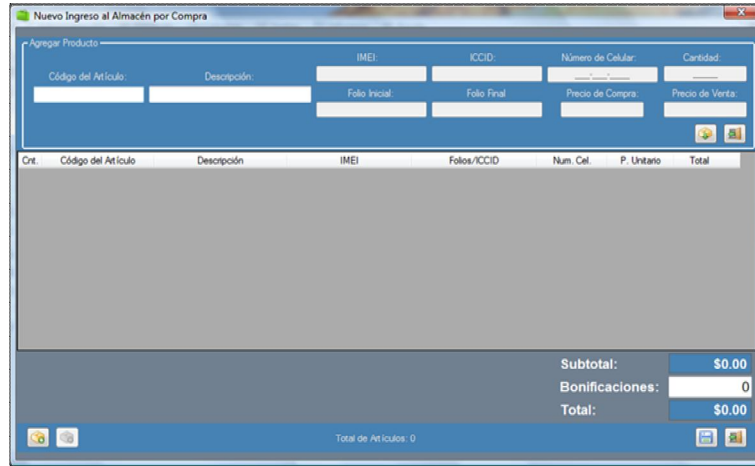 Nuevo Ingreso al Almacén por Compra
Agregar Producto
IMEI: ICCID: Número de Celular: Cantidad:
Código del Artículo: Descripción:
Folio Inicial: Folio Final Precio de Compra: Precio de Venta:
Cnt. Código del Artículo Descripción IMEI Folios/ICCID Num. Cel. P. Unitario Total
Subtotal: $0.00
Bonificaciones: 0
Total: $0.00
Total de Artículos: 0